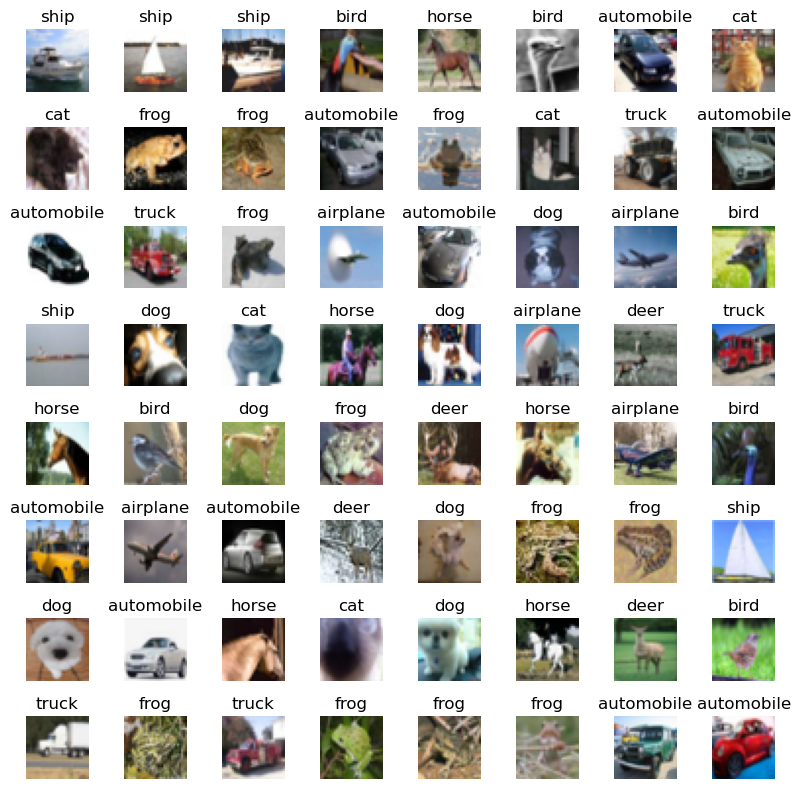 ship ship ship bird horse bird automobile cat
cat frog frog automobile frog cat truck automobile
automobile truck frog airplane automobile dog airplane bird
ship dog cat horse dog airplane deer truck
horse bird dog frog deer horse airplane bird
automobile airplane automobile deer dog frog frog ship
dog automobile horse cat dog horse deer bird
truck frog truck frog frog frog automobile automobile